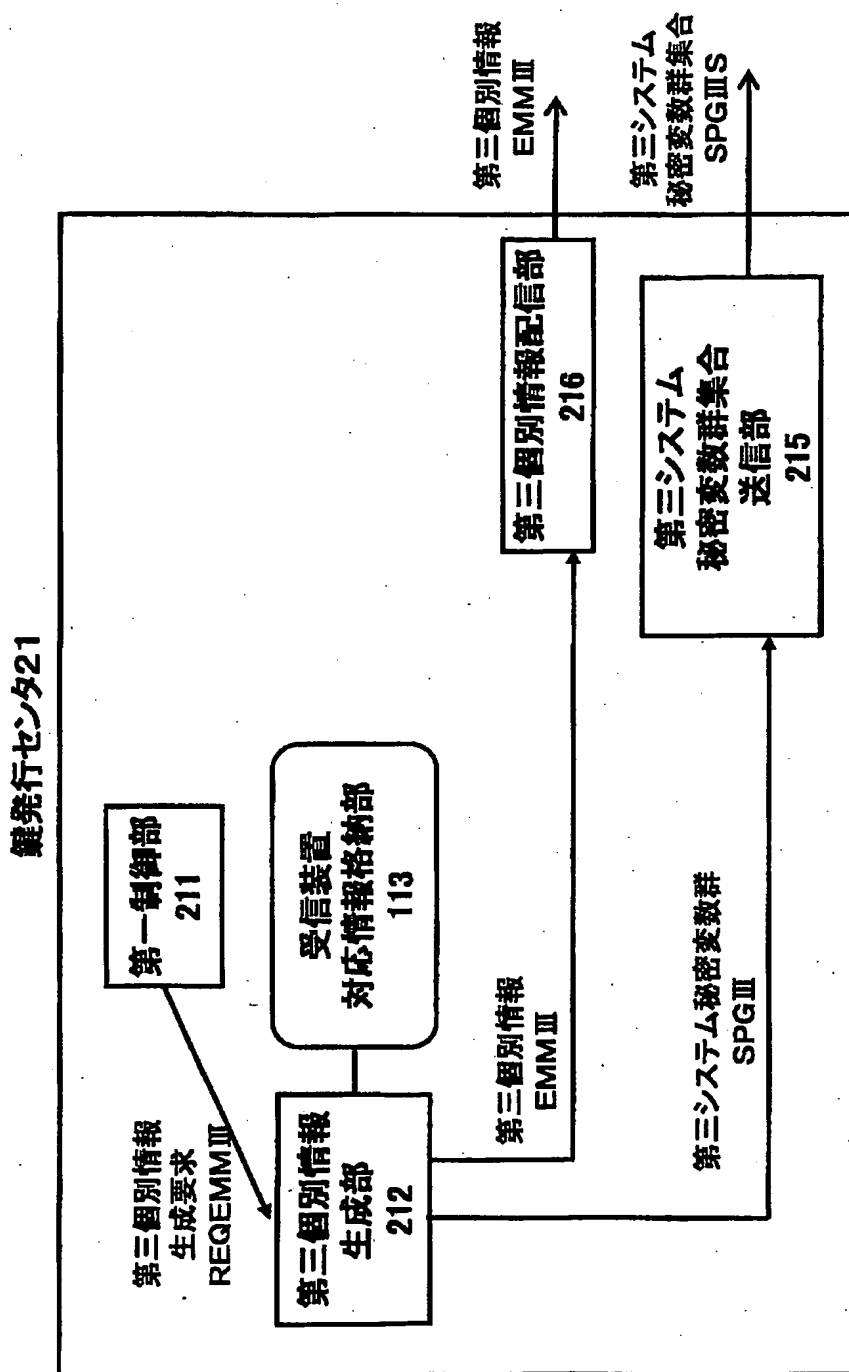 鍵発行センタ21
第一制御部
211
第三個別情報
生成要求
REQEMMⅢ
受信装置
対応情報格納部
113
第三個別情報
生成部
212
第三個別情報
EMMⅢ
第三個別情報配信部
216
第三個別情報
EMMⅢ
第三システム秘密変数群
SPGⅢ
第三システム
秘密変数群集合
送信部
215
第三システム
秘密変数群集合
SPGⅢS